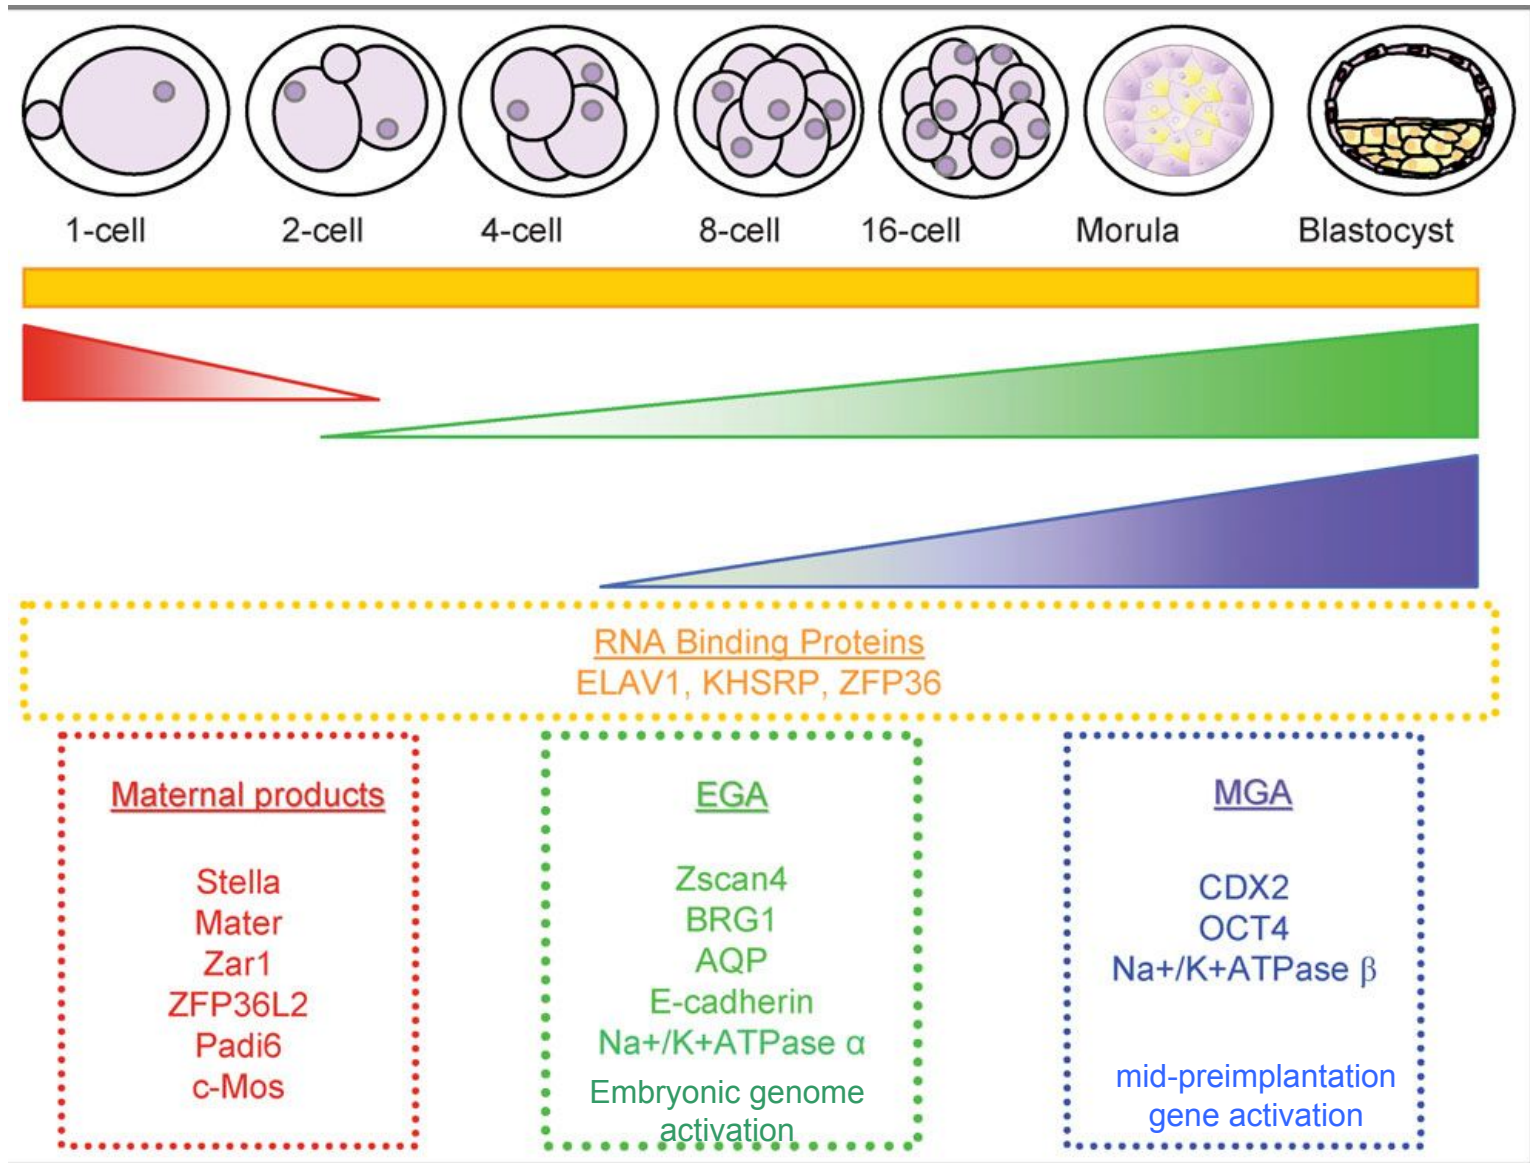 1-cell
2-cell
4-cell
8-cell
16-cell
Morula
Blastocyst
RNA Binding Proteins
ELAV1, KHSRP, ZFP36
Maternal products
Stella
Mater
Zar1
ZFP36L2
Padi6
c-Mos
EGA
Zscan4
BRG1
AQP
E-cadherin
Na+/K+ATPase α
Embryonic genome
activation
MGA
CDX2
OCT4
Na+/K+ATPase β
mid-preimplantation
gene activation